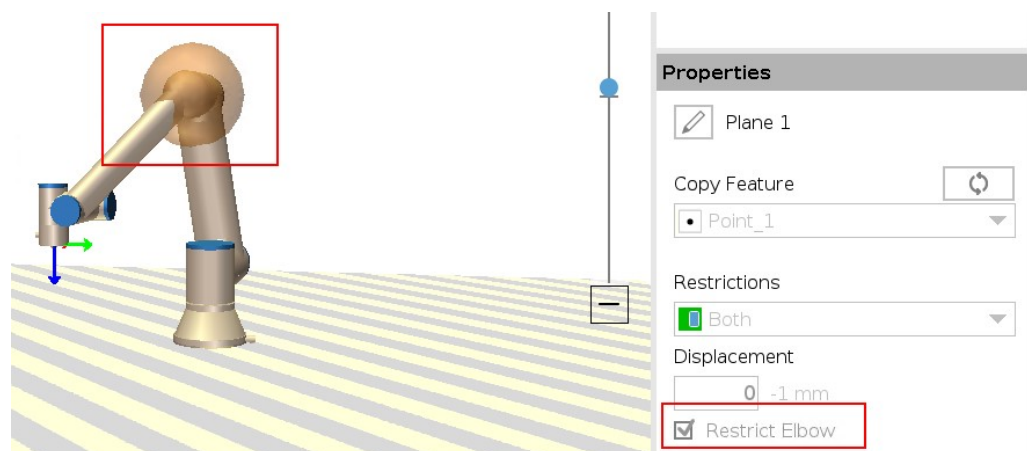 Properties
Plane 1
Copy Feature
Point_1
Restrictions
Both
Displacement
0 -1 mm
Restrict Elbow